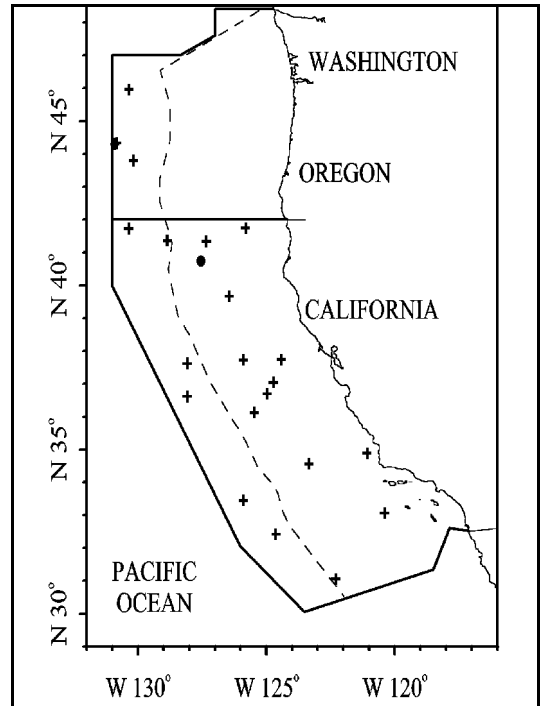 WASHINGTON
N 45°
OREGON
N 40°
CALIFORNIA
N 35°
PACIFIC
OCEAN
N 30°
W 130°
W 125°
W 120°